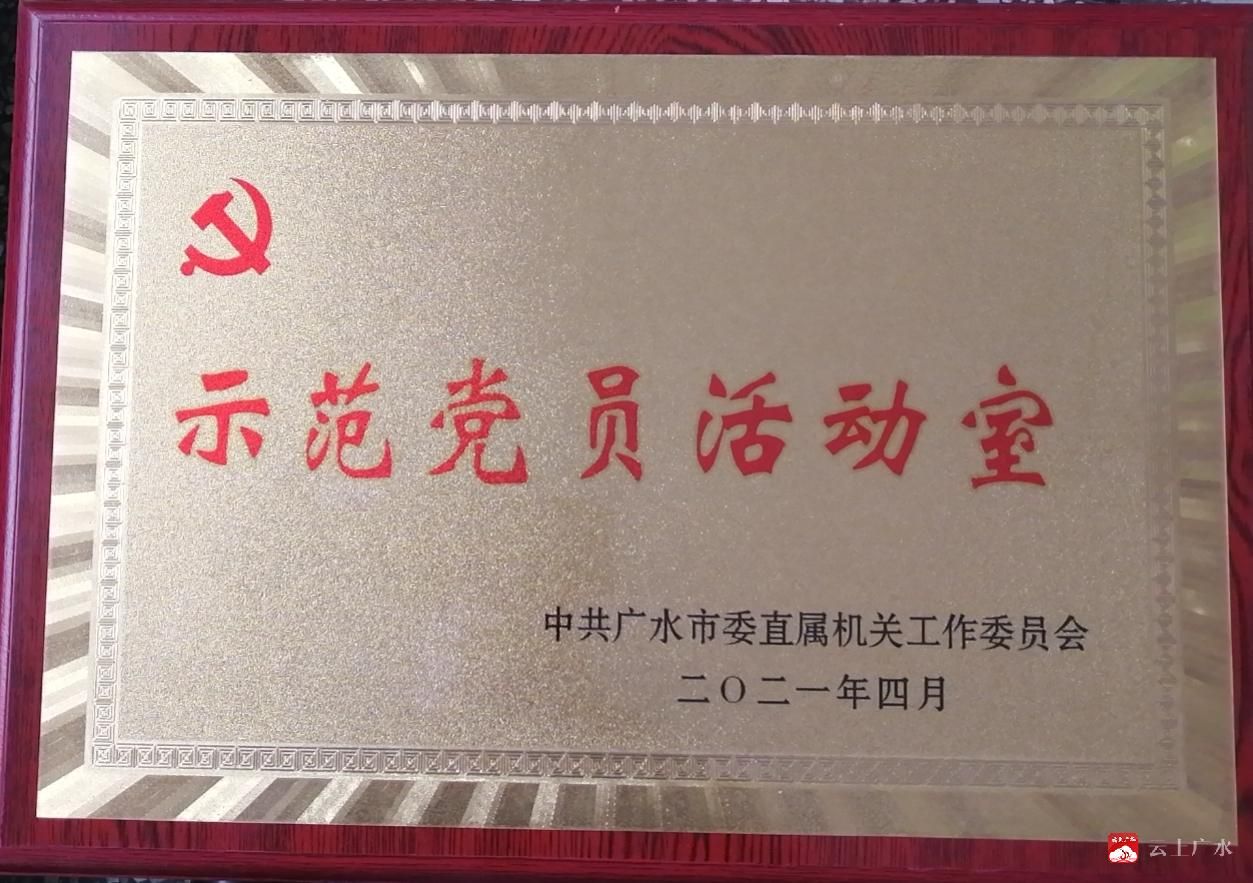 示范党员活动室
中共广水市委直属机关工作委员会
二〇二一年四月
云上广水